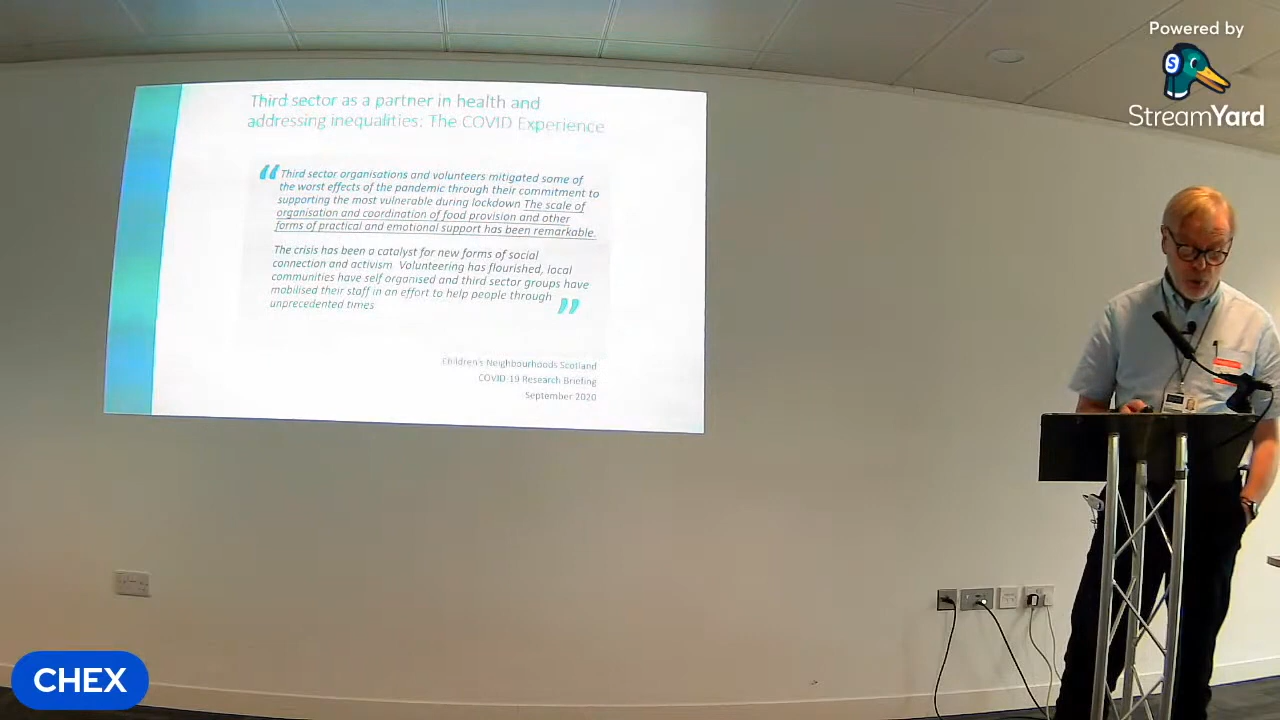 Powered by
StreamYard
Third sector as a partner in health and
addressing inequalities: The COVID Experience
“Third sector organisations and volunteers mitigated some of
the worst effects of the pandemic through their commitment to
supporting the most vulnerable during lockdown The scale of
organisation and coordination of food provision and other
forms of practical and emotional support has been remarkable.
The crisis has been a catalyst for new forms of social
connection and activism Volunteering has flourished, local
communities have self organised and third sector groups have
mobilised their staff in an effort to help people through
unprecedented times ”
Children's Neighbourhoods Scotland
COVID 19 Research Briefing
September 2020
CHEX